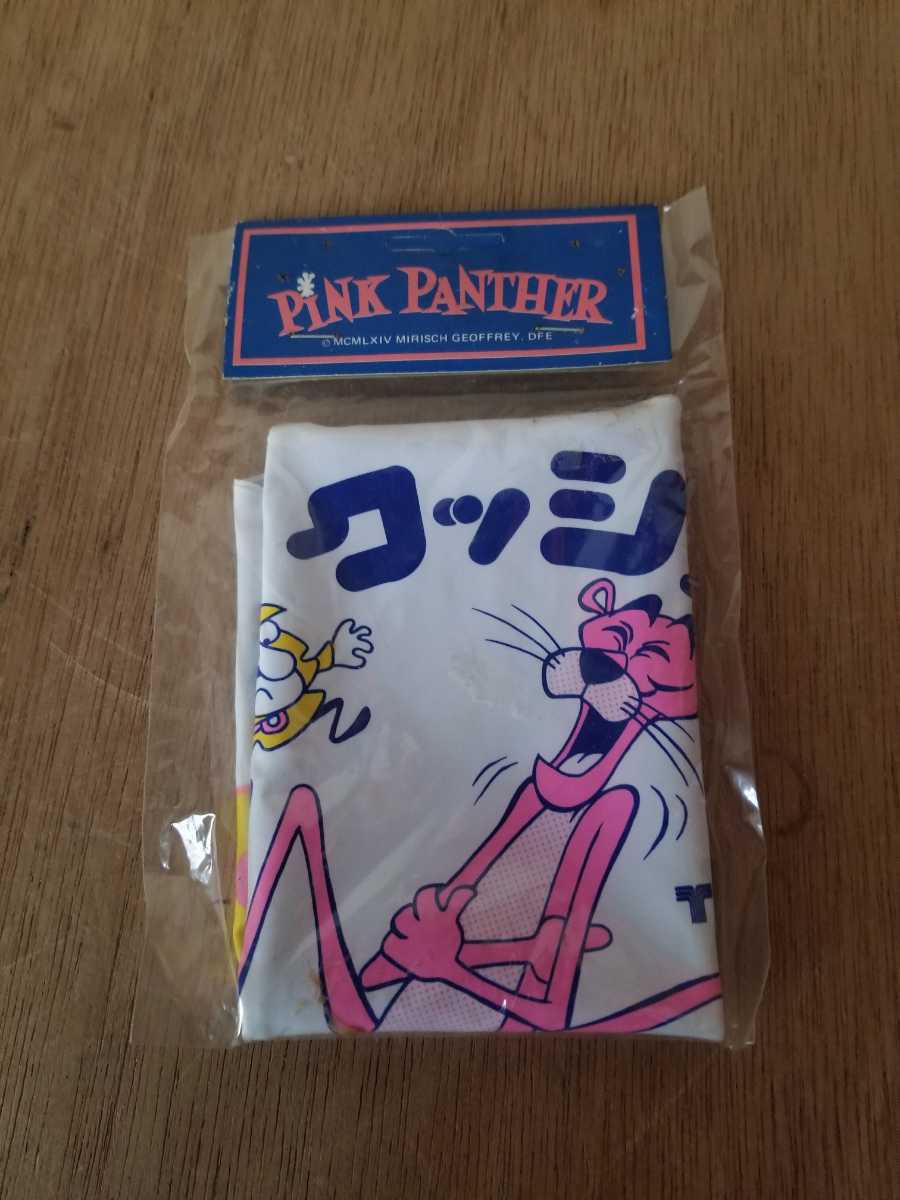 PINK PANTHER
© MCMLXIV MIRISCH GEOFFREY. DFE
クッシ